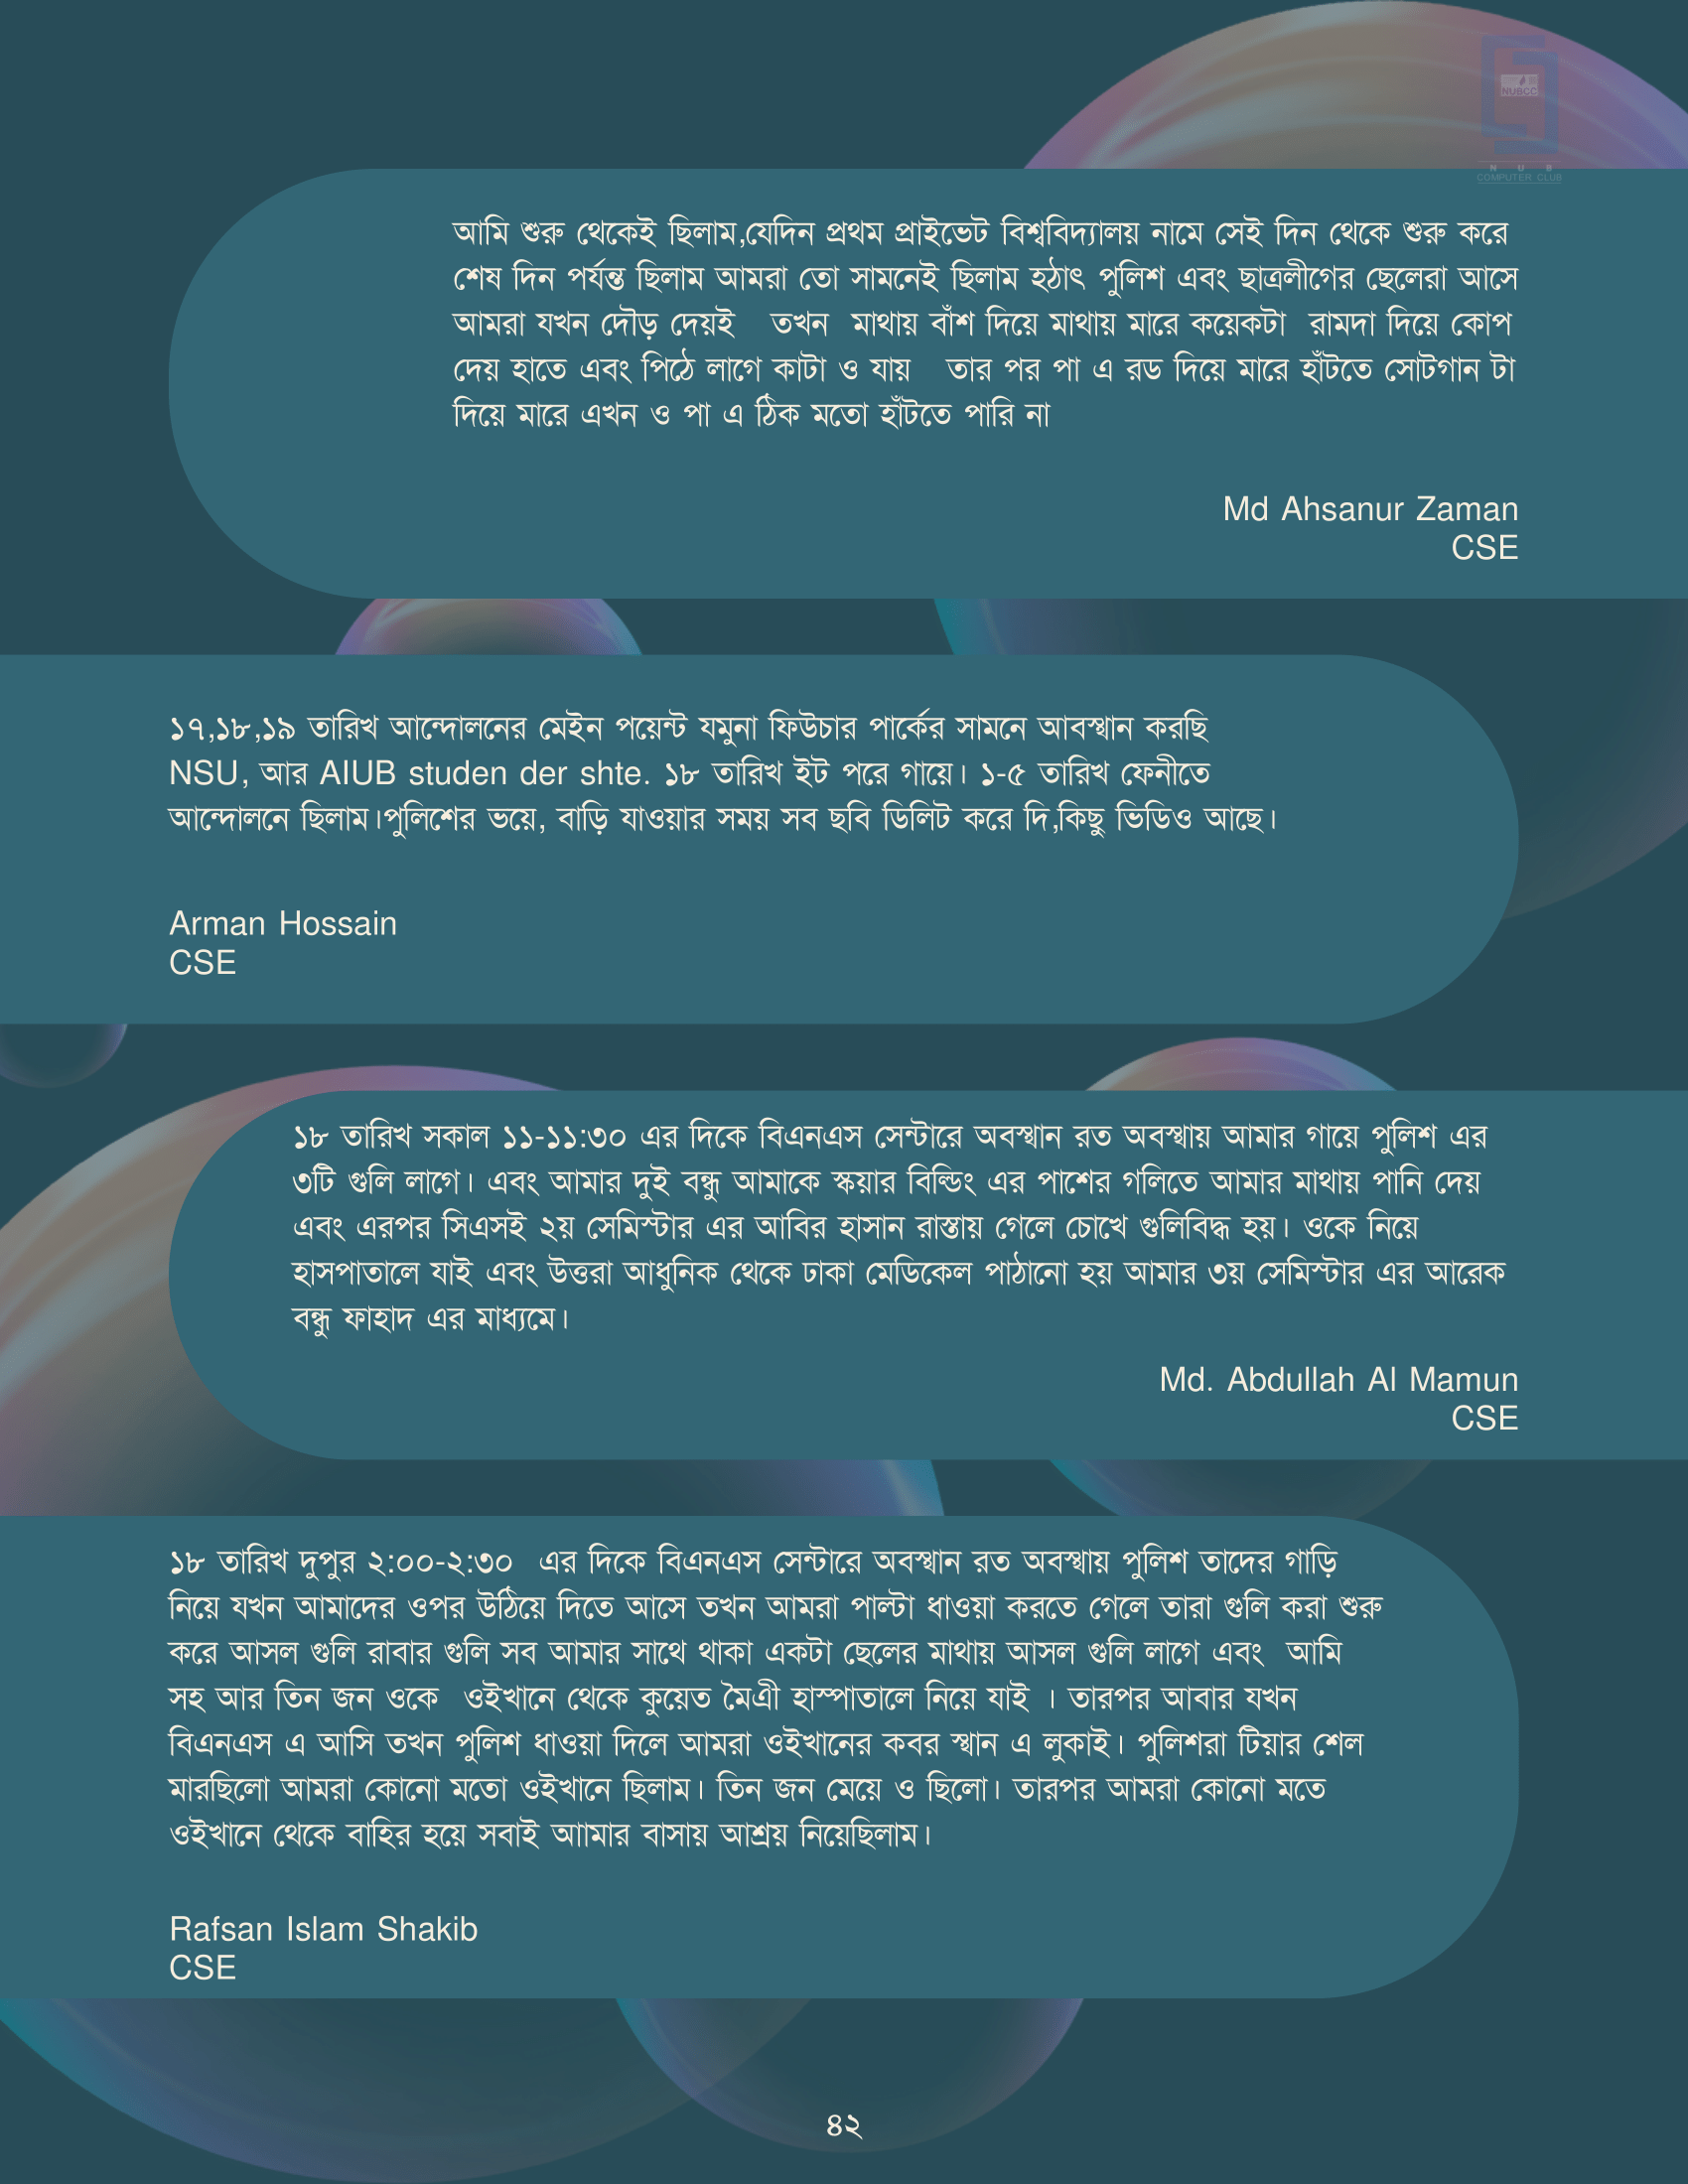 NUBCC
N U B
COMPUTER CLUB
আমি শুরু থেকেই ছিলাম,যেদিন প্রথম প্রাইভেট বিশ্ববিদ্যালয় নামে সেই দিন থেকে শুরু করে
শেষ দিন পর্যন্ত ছিলাম আমরা তো সামনেই ছিলাম হঠাৎ পুলিশ এবং ছাত্রলীগের ছেলেরা আসে
আমরা যখন দৌড় দেয়ই তখন মাথায় বাঁশ দিয়ে মাথায় মারে কয়েকটা রামদা দিয়ে কোপ
দেয় হাতে এবং পিঠে লাগে কাটা ও যায় তার পর পা এ রড দিয়ে মারে হাঁটতে সোটগান টা
দিয়ে মারে এখন ও পা এ ঠিক মতো হাঁটতে পারি না
Md Ahsanur Zaman
CSE
১৭,১৮,১৯ তারিখ আন্দোলনের মেইন পয়েন্ট যমুনা ফিউচার পার্কের সামনে আবস্থান করছি
NSU, আর AIUB studen der shte. ১৮ তারিখ ইট পরে গায়ে। ১-৫ তারিখ ফেনীতে
আন্দোলনে ছিলাম।পুলিশের ভয়ে, বাড়ি যাওয়ার সময় সব ছবি ডিলিট করে দি,কিছু ভিডিও আছে।
Arman Hossain
CSE
১৮ তারিখ সকাল ১১-১১:৩০ এর দিকে বিএনএস সেন্টারে অবস্থান রত অবস্থায় আমার গায়ে পুলিশ এর
৩টি গুলি লাগে। এবং আমার দুই বন্ধু আমাকে স্কয়ার বিল্ডিং এর পাশের গলিতে আমার মাথায় পানি দেয়
এবং এরপর সিএসই ২য় সেমিস্টার এর আবির হাসান রাস্তায় গেলে চোখে গুলিবিদ্ধ হয়। ওকে নিয়ে
হাসপাতালে যাই এবং উত্তরা আধুনিক থেকে ঢাকা মেডিকেল পাঠানো হয় আমার ৩য় সেমিস্টার এর আরেক
বন্ধু ফাহাদ এর মাধ্যমে।
Md. Abdullah Al Mamun
CSE
১৮ তারিখ দুপুর ২:০০-২:৩০ এর দিকে বিএনএস সেন্টারে অবস্থান রত অবস্থায় পুলিশ তাদের গাড়ি
নিয়ে যখন আমাদের ওপর উঠিয়ে দিতে আসে তখন আমরা পাল্টা ধাওয়া করতে গেলে তারা গুলি করা শুরু
করে আসল গুলি রাবার গুলি সব আমার সাথে থাকা একটা ছেলের মাথায় আসল গুলি লাগে এবং আমি
সহ আর তিন জন ওকে ওইখানে থেকে কুয়েত মৈএী হাস্পাতালে নিয়ে যাই । তারপর আবার যখন
বিএনএস এ আসি তখন পুলিশ ধাওয়া দিলে আমরা ওইখানের কবর স্থান এ লুকাই। পুলিশরা টিয়ার শেল
মারছিলো আমরা কোনো মতো ওইখানে ছিলাম। তিন জন মেয়ে ও ছিলো। তারপর আমরা কোনো মতে
ওইখানে থেকে বাহির হয়ে সবাই আামার বাসায় আশ্রয় নিয়েছিলাম।
Rafsan Islam Shakib
CSE
৪২